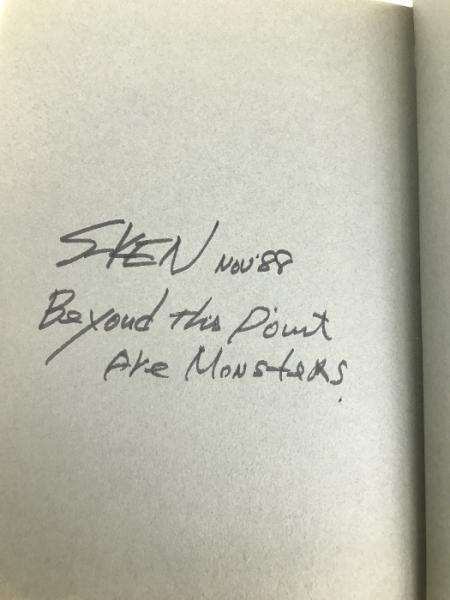 SKEN NOV'88
Beyond this Point
Are Monsters.